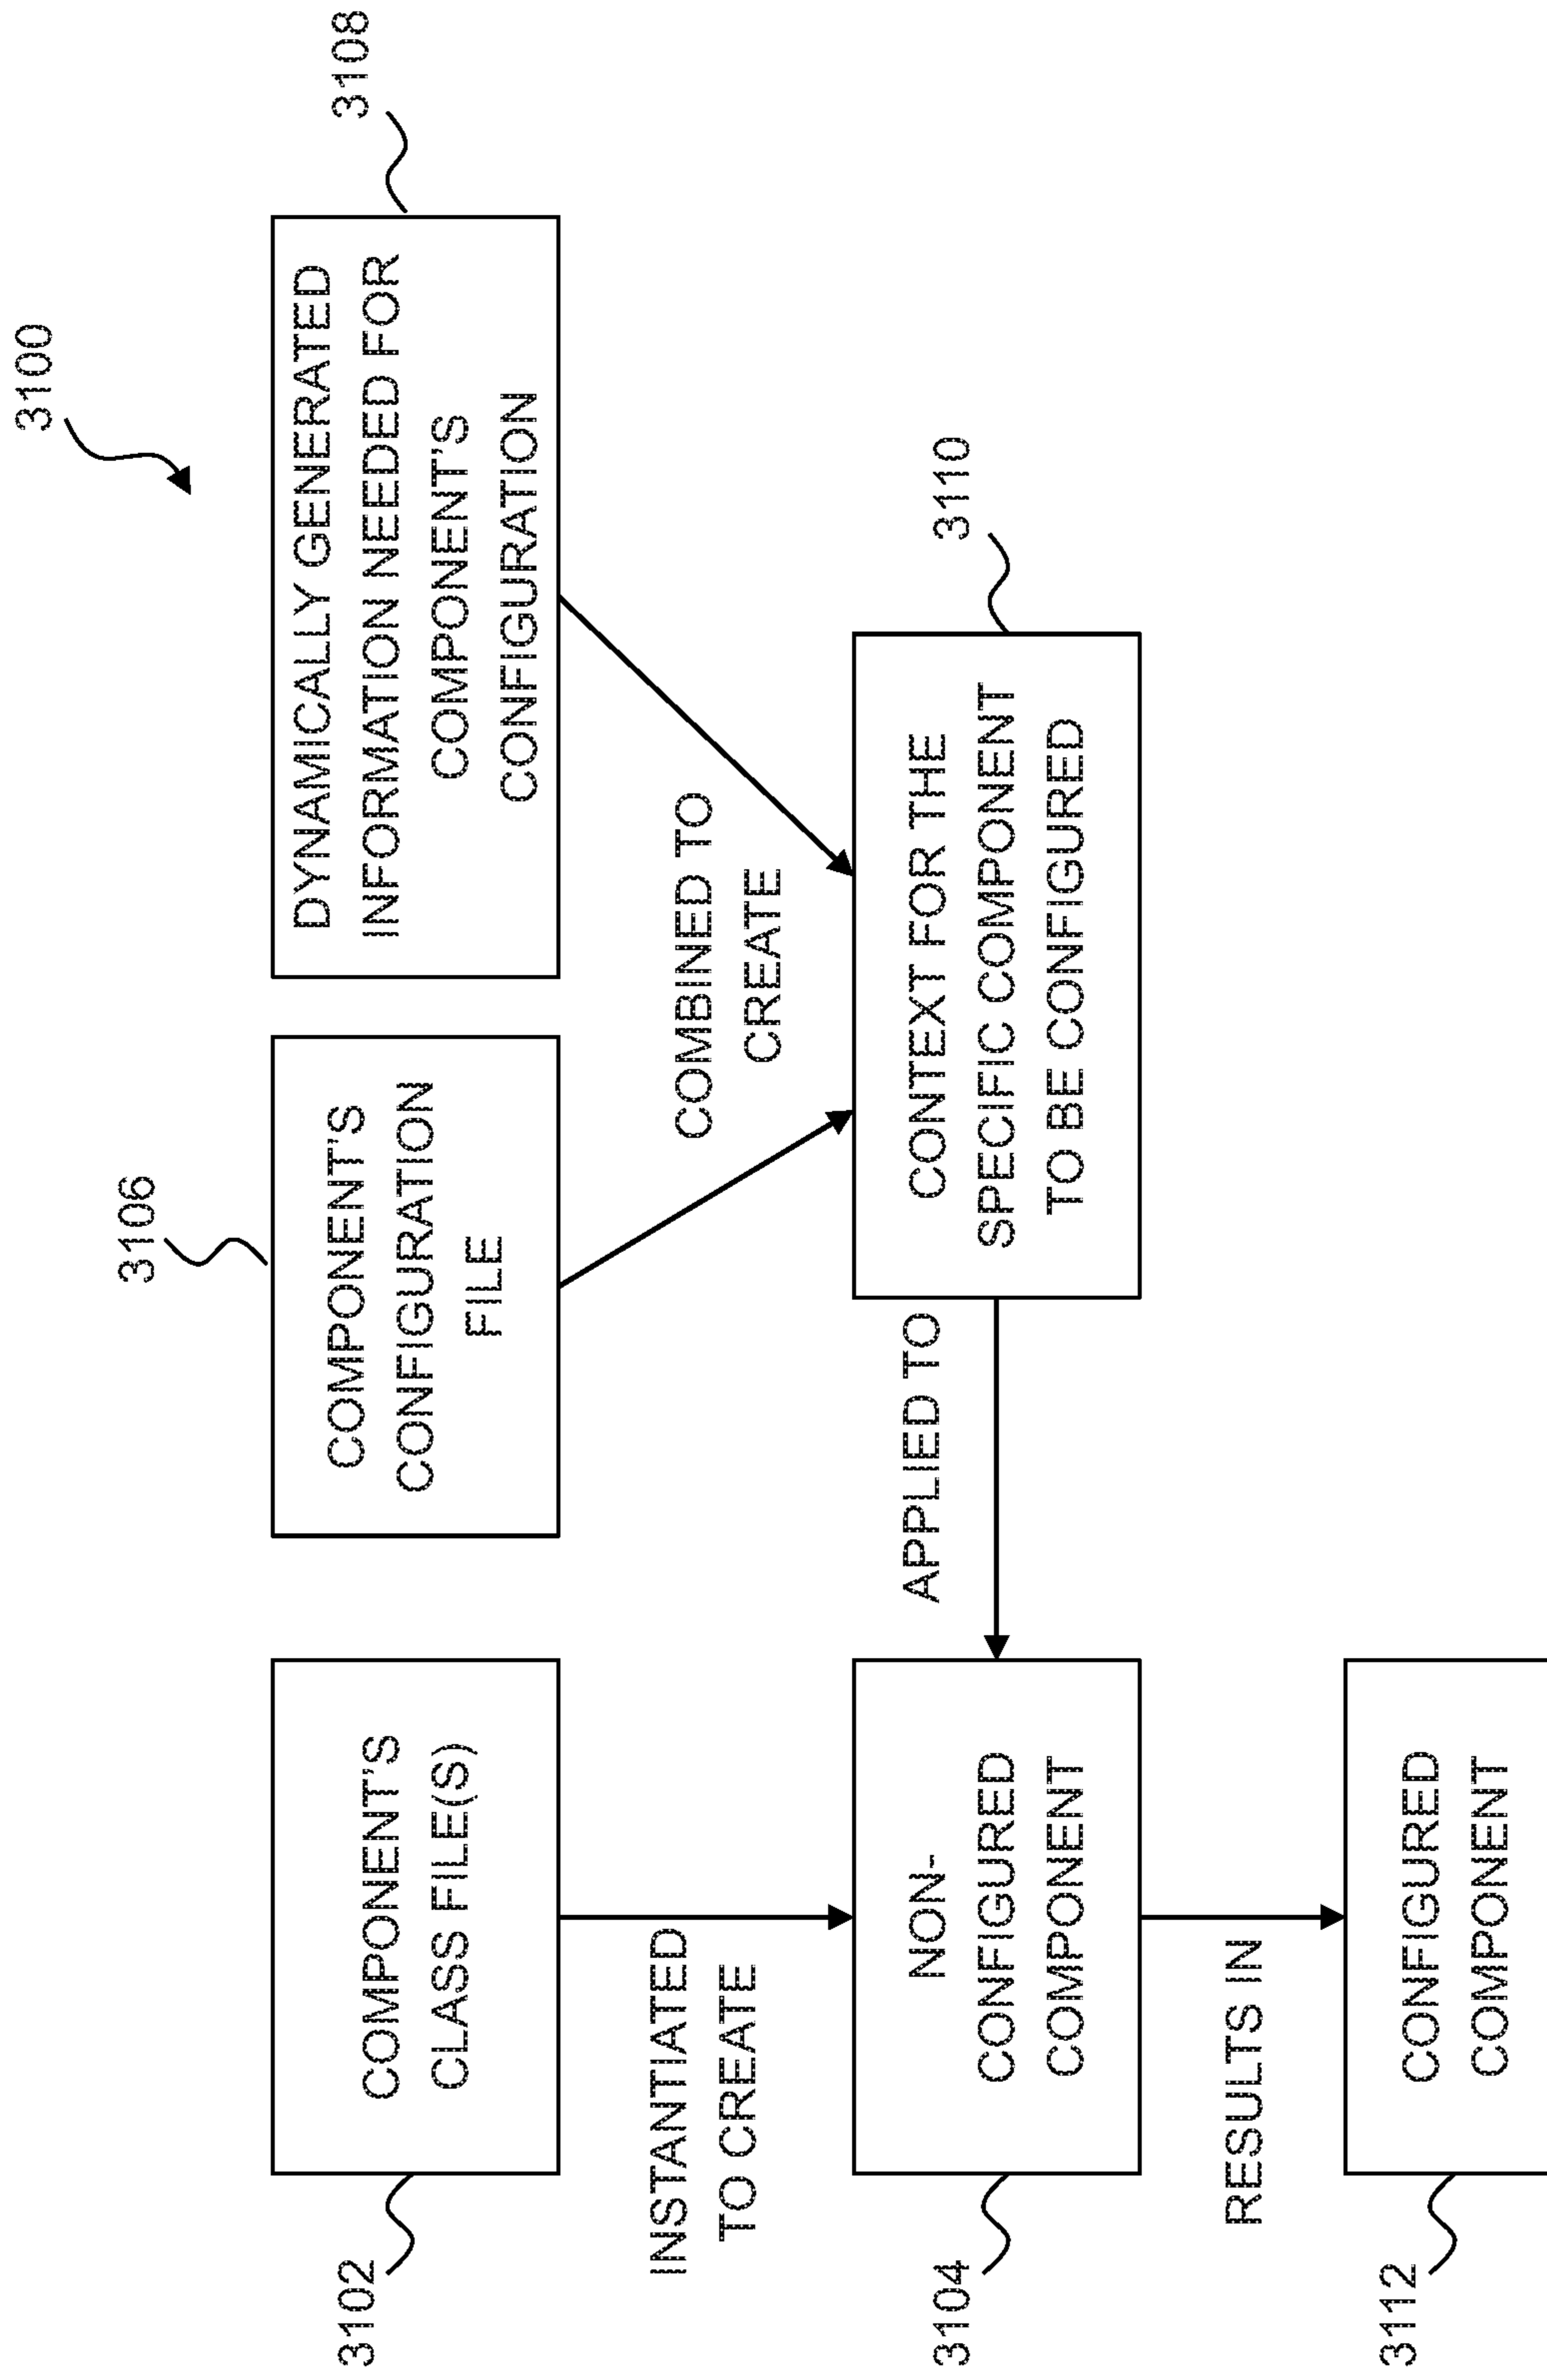 3100
3102
COMPONENT'S
CLASS FILE(S)
3106
COMPONENT'S
CONFIGURATION
FILE
3108
DYNAMICALLY GENERATED
INFORMATION NEEDED FOR
COMPONENT'S
CONFIGURATION
INSTANTIATED
TO CREATE
COMBINED TO
CREATE
3104
NON-
CONFIGURED
COMPONENT
APPLIED TO
3110
CONTEXT FOR THE
SPECIFIC COMPONENT
TO BE CONFIGURED
RESULTS IN
3112
CONFIGURED
COMPONENT